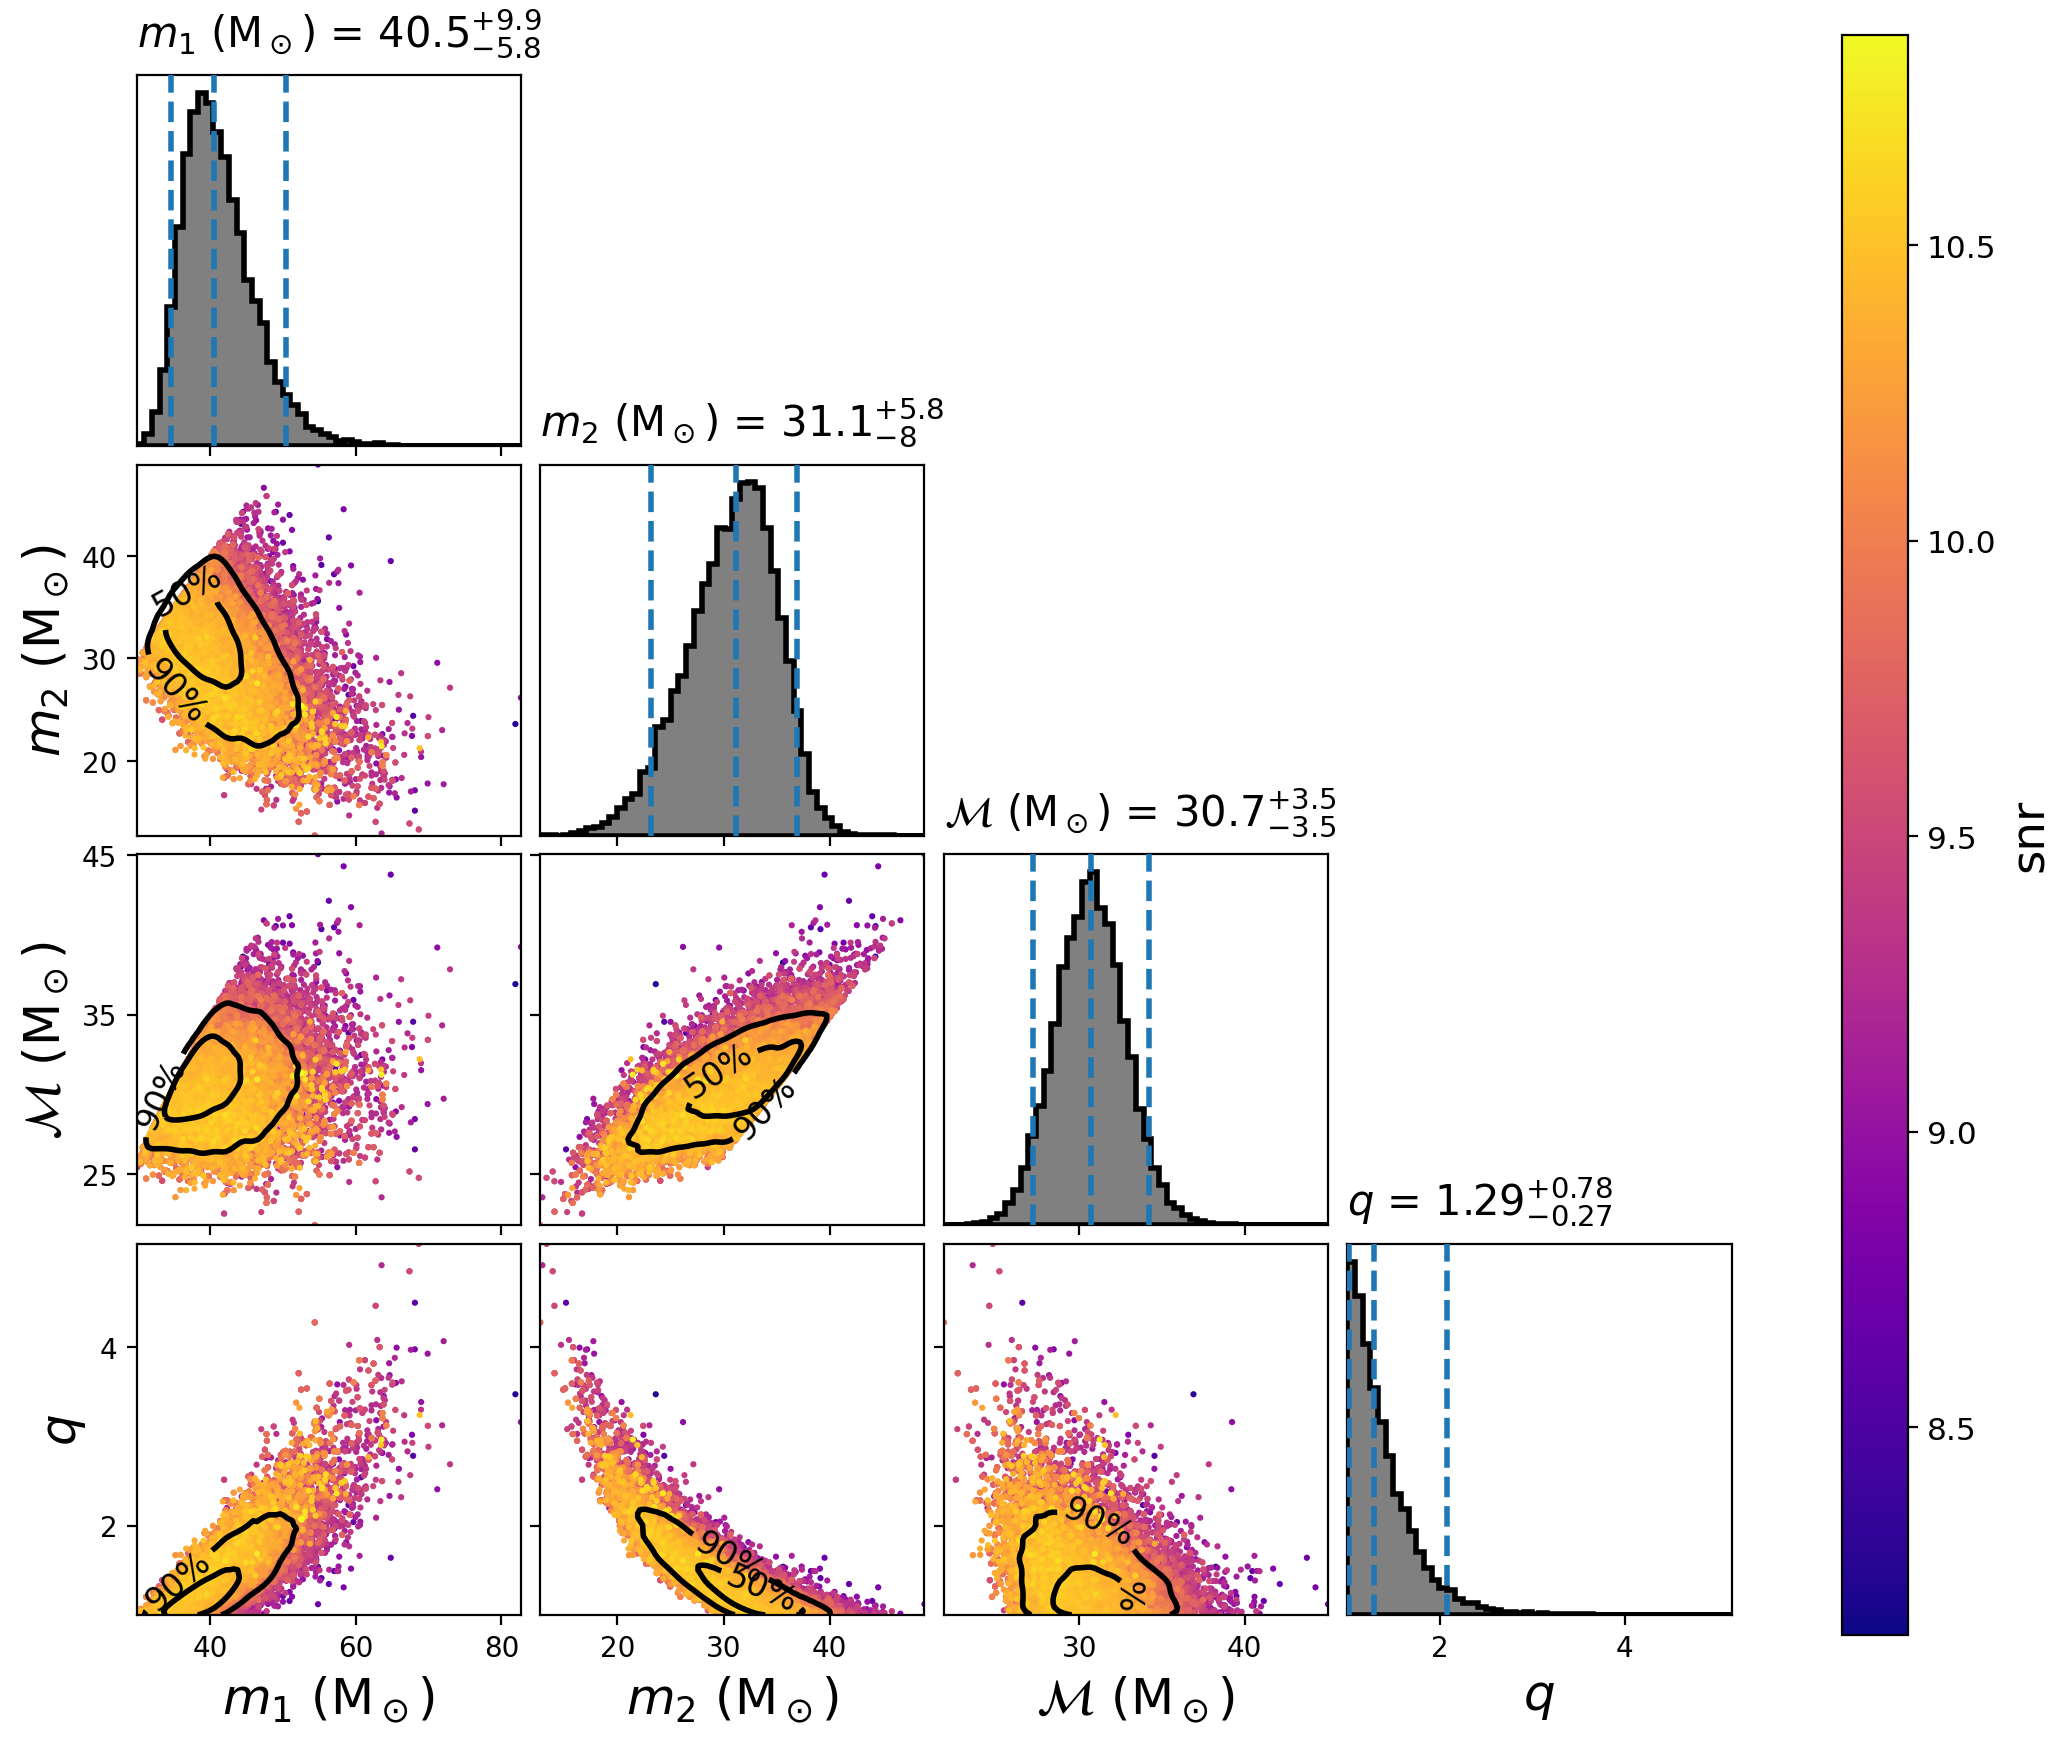 m₁ (M⊙) = 40.5 +9.9 −5.8
m₂ (M⊙) = 31.1 +5.8 −8
ℳ (M⊙) = 30.7 +3.5 −3.5
q = 1.29 +0.78 −0.27
m₂ (M⊙)
40
30
20
50%
90%
ℳ (M⊙)
45
35
25
90%
50%
90%
q
4
2
90%
90%
50%
90%
%
40 60 80
20 30 40
30 40
2 4
m₁ (M⊙)
m₂ (M⊙)
ℳ (M⊙)
q
10.5
10.0
9.5
9.0
8.5
snr